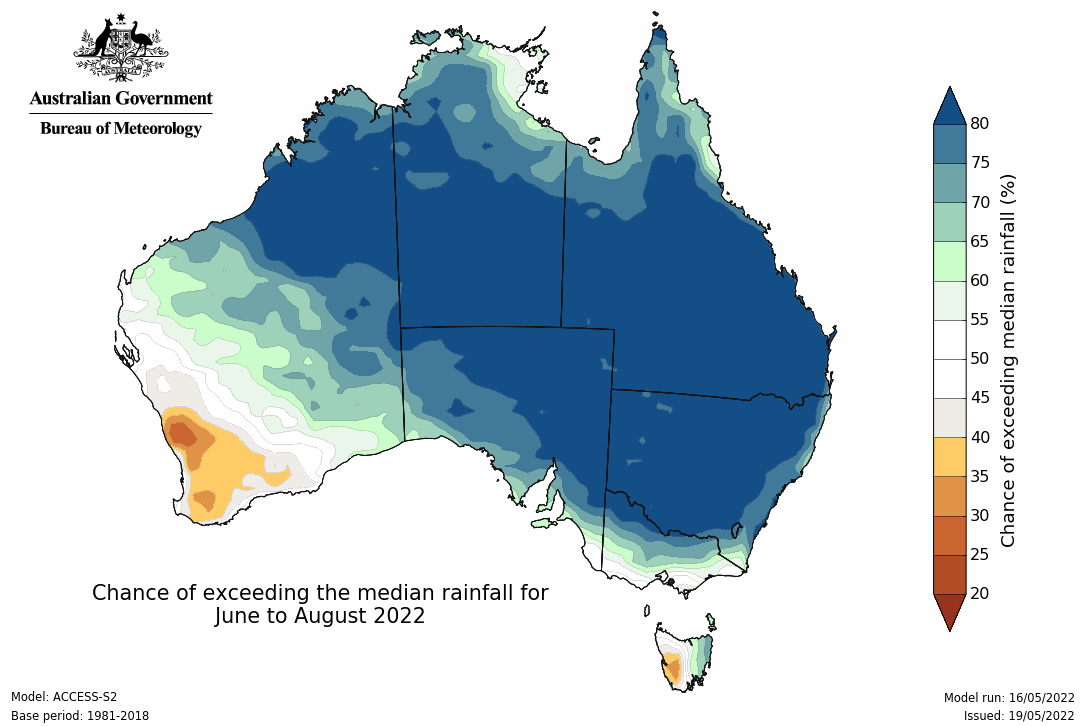 Australian Government
Bureau of Meteorology
80
75
70
65
60
55
50
45
40
35
30
25
20
Chance of exceeding median rainfall (%)
Chance of exceeding the median rainfall for
June to August 2022
Model: ACCESS-S2
Base period: 1981-2018
Model run: 16/05/2022
Issued: 19/05/2022